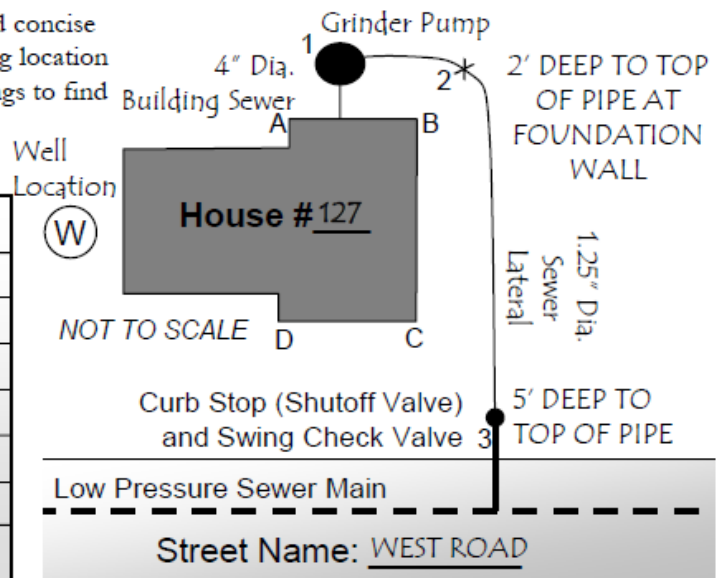 d concise
g location
gs to find
Grinder Pump
1
4" Dia.
Building Sewer
2
2' DEEP TO TOP
OF PIPE AT
FOUNDATION
WALL
A
B
Well
Location
W
House # 127
1.25" Dia.
Sewer
Lateral
NOT TO SCALE
D
C
Curb Stop (Shutoff Valve)
and Swing Check Valve 3
5' DEEP TO
TOP OF PIPE
Low Pressure Sewer Main
Street Name: WEST ROAD